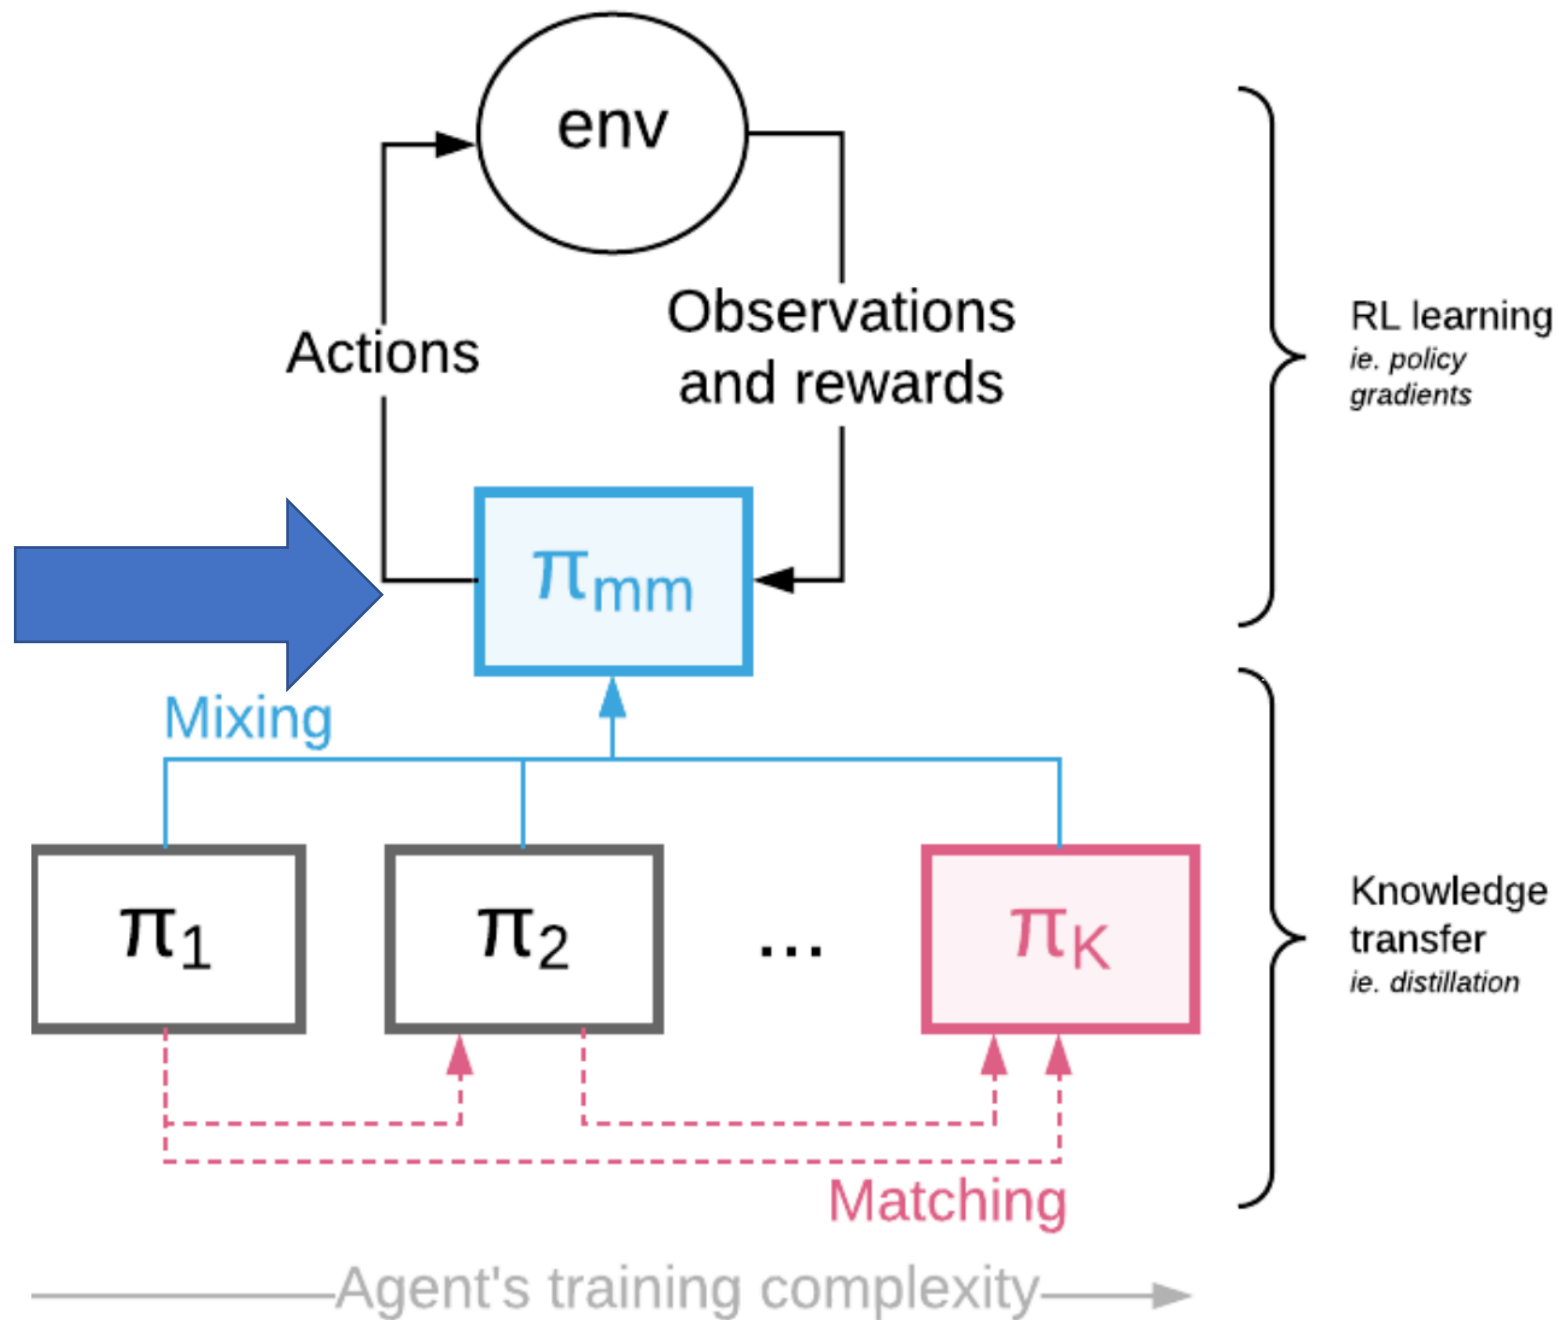 env
Actions
Observations
and rewards
RL learning
ie. policy
gradients
πmm
Mixing
π1
π2
...
πK
Knowledge
transfer
ie. distillation
Matching
Agent's training complexity